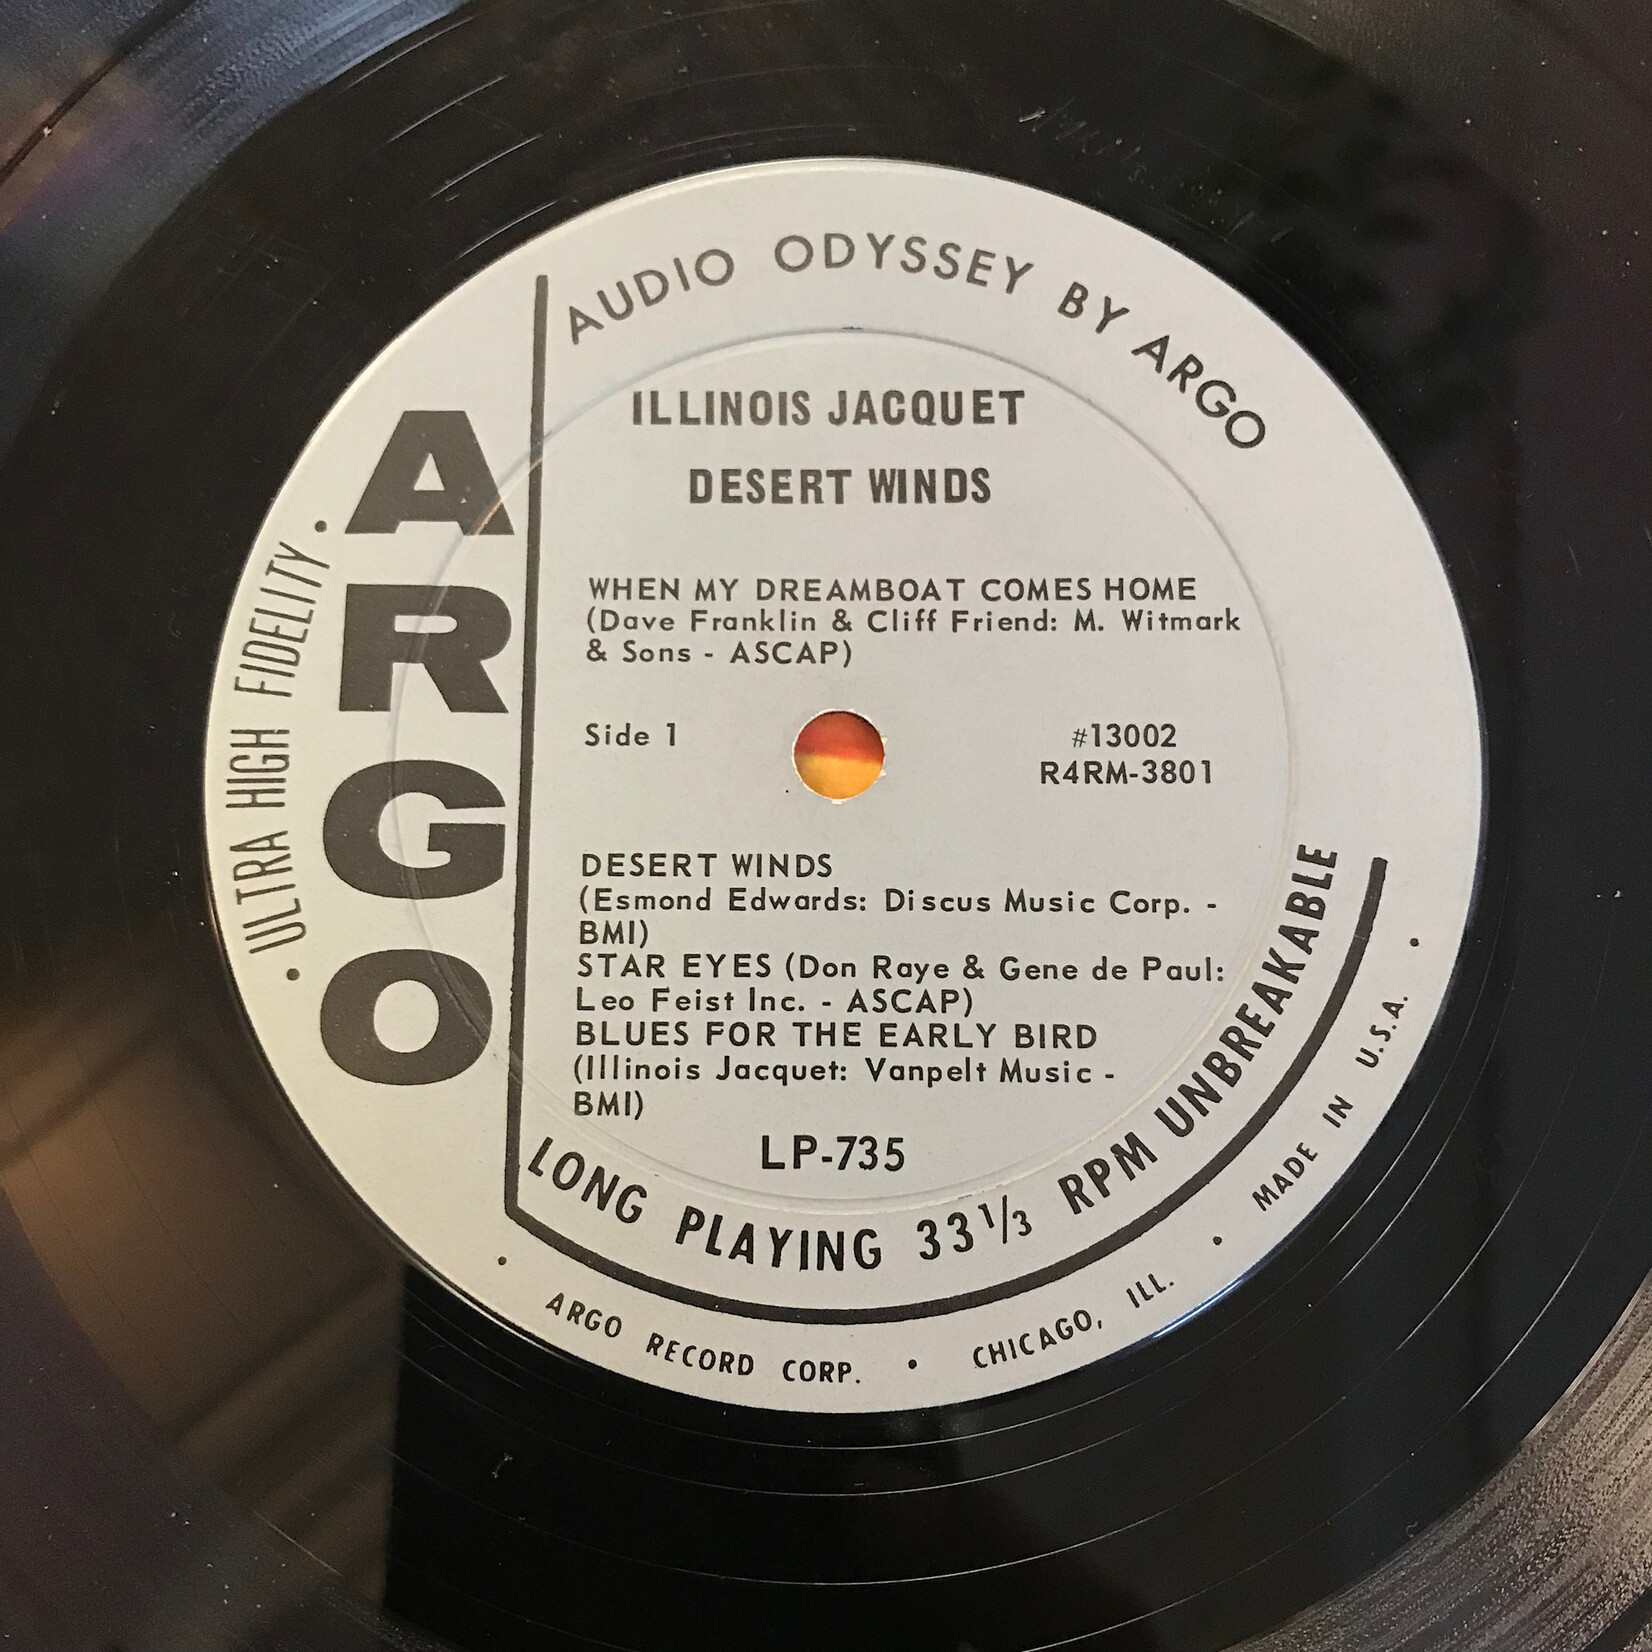 AUDIO ODYSSEY BY ARGO
ILLINOIS JACQUET
DESERT WINDS
WHEN MY DREAMBOAT COMES HOME
(Dave Franklin & Cliff Friend: M. Witmark
& Sons - ASCAP)
Side 1
#13002
R4RM-3801
DESERT WINDS
(Esmond Edwards: Discus Music Corp. -
BMI)
STAR EYES (Don Raye & Gene de Paul:
Leo Feist Inc. - ASCAP)
BLUES FOR THE EARLY BIRD
(Illinois Jacquet: Vanpelt Music -
BMI)
LP-735
LONG PLAYING 33 1/3 RPM UNBREAKABLE
ARGO
• ULTRA HIGH FIDELITY •
• ARGO RECORD CORP. • CHICAGO, ILL. • MADE IN U.S.A. •